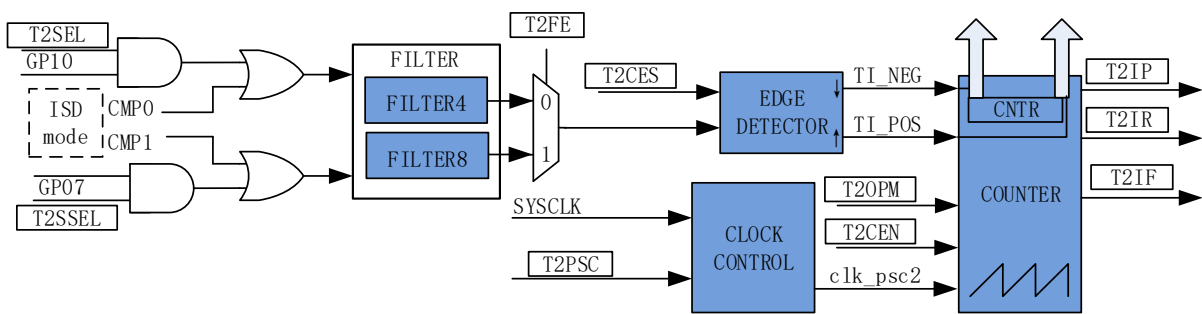 T2SEL
GP10
ISD
mode
CMP0
CMP1
GP07
T2SSEL
FILTER
FILTER4
FILTER8
T2FE
0
1
T2CES
EDGE
DETECTOR
TI_NEG
TI_POS
SYSCLK
T2PSC
CLOCK
CONTROL
T2OPM
T2CEN
clk_psc2
CNTR
COUNTER
T2IP
T2IR
T2IF